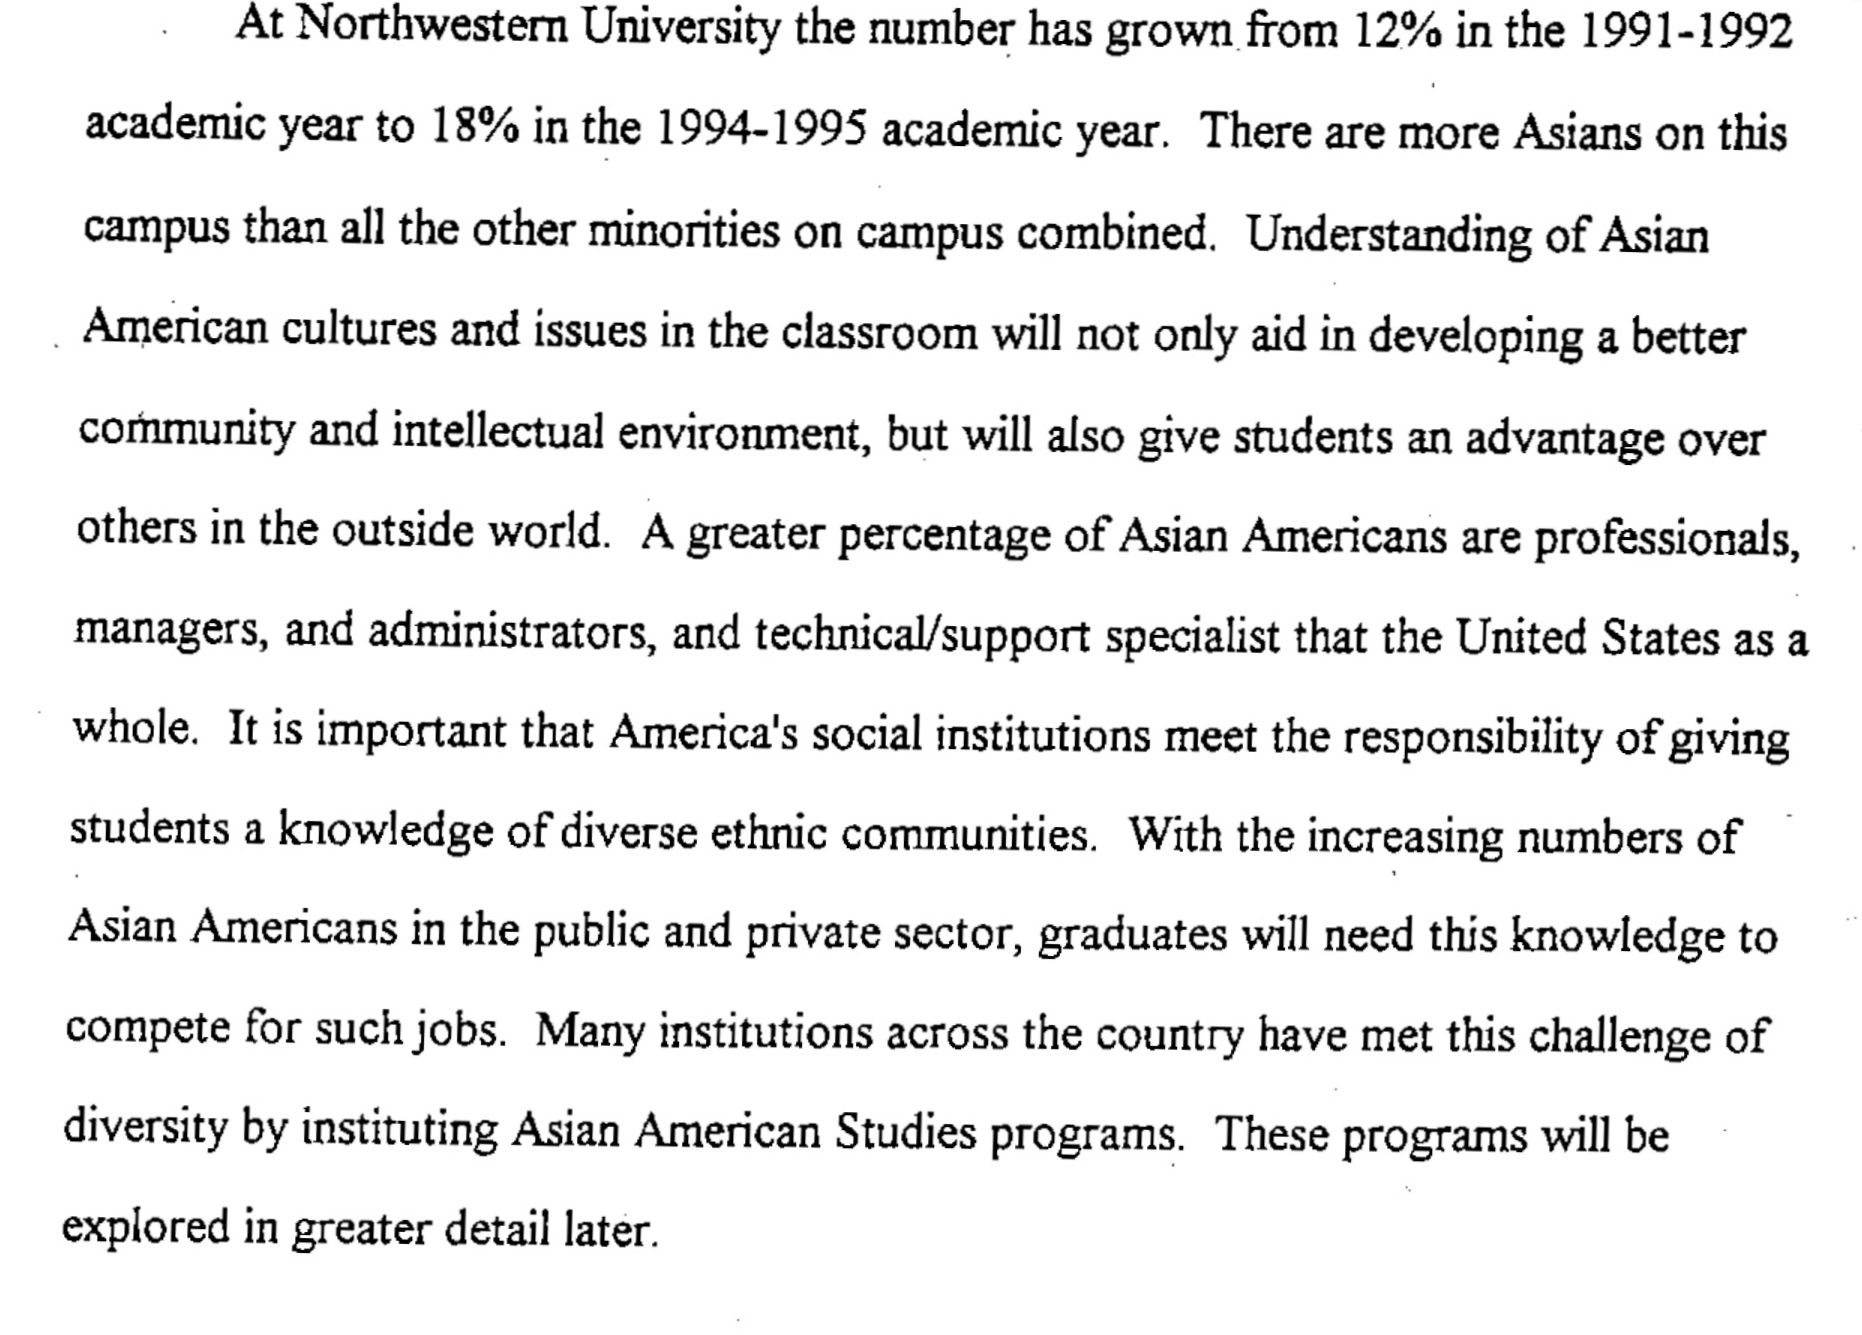 At Northwestern University the number has grown from 12% in the 1991-1992
academic year to 18% in the 1994-1995 academic year. There are more Asians on this
campus than all the other minorities on campus combined. Understanding of Asian
American cultures and issues in the classroom will not only aid in developing a better
community and intellectual environment, but will also give students an advantage over
others in the outside world. A greater percentage of Asian Americans are professionals,
managers, and administrators, and technical/support specialist that the United States as a
whole. It is important that America's social institutions meet the responsibility of giving
students a knowledge of diverse ethnic communities. With the increasing numbers of
Asian Americans in the public and private sector, graduates will need this knowledge to
compete for such jobs. Many institutions across the country have met this challenge of
diversity by instituting Asian American Studies programs. These programs will be
explored in greater detail later.